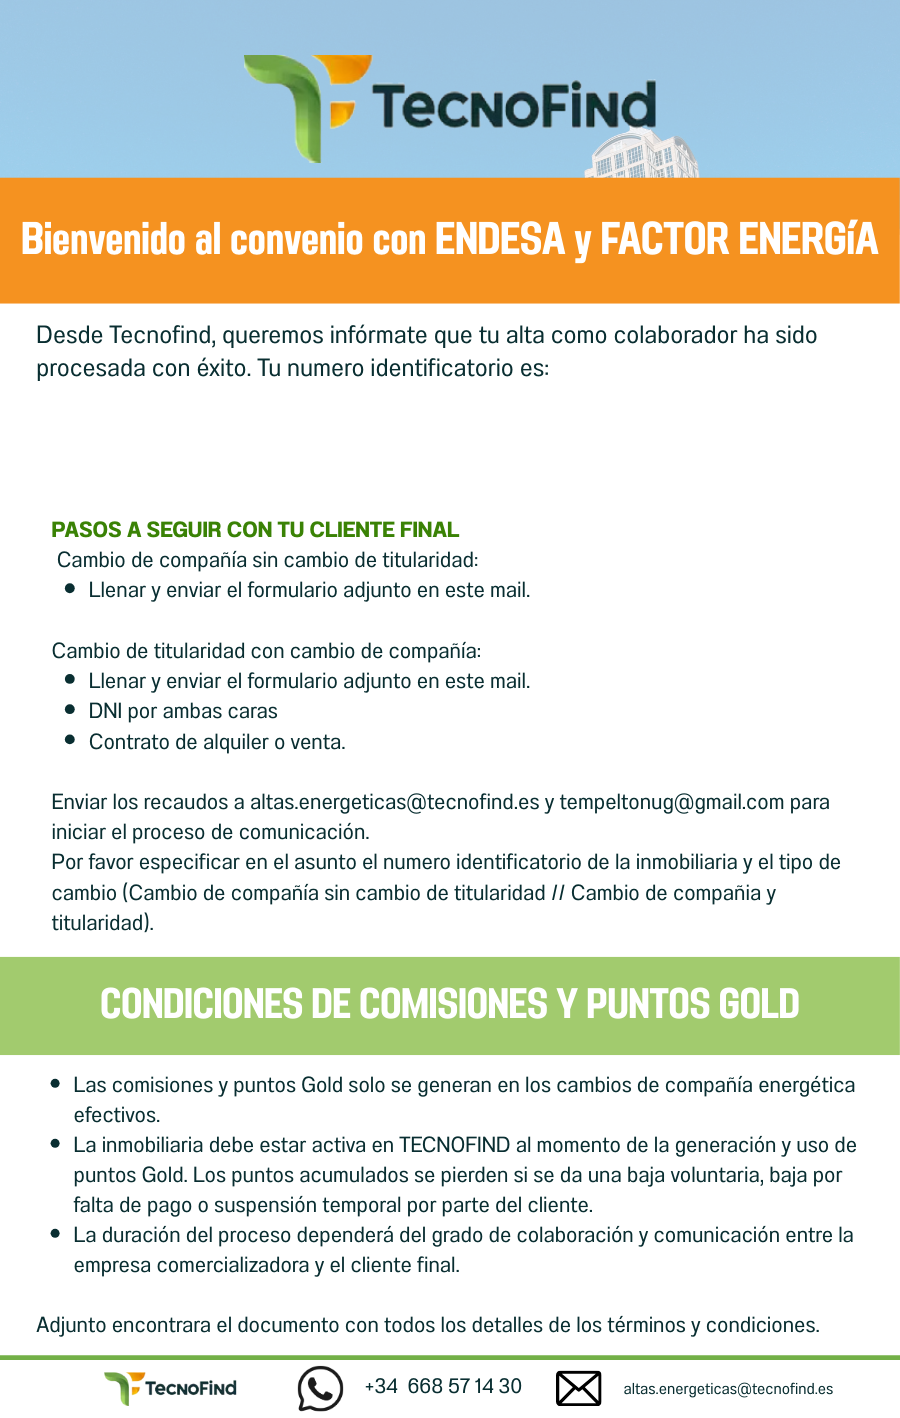 TecnoFind
Bienvenido al convenio con ENDESA y FACTOR ENERGíA
Desde Tecnofind, queremos infórmate que tu alta como colaborador ha sido
procesada con éxito. Tu numero identificatorio es:
PASOS A SEGUIR CON TU CLIENTE FINAL
Cambio de compañía sin cambio de titularidad:
• Llenar y enviar el formulario adjunto en este mail.
Cambio de titularidad con cambio de compañía:
• Llenar y enviar el formulario adjunto en este mail.
• DNI por ambas caras
• Contrato de alquiler o venta.
Enviar los recaudos a altas.energeticas@tecnofind.es y tempeltonug@gmail.com para
iniciar el proceso de comunicación.
Por favor especificar en el asunto el numero identificatorio de la inmobiliaria y el tipo de
cambio (Cambio de compañía sin cambio de titularidad // Cambio de compañia y
titularidad).
CONDICIONES DE COMISIONES Y PUNTOS GOLD
• Las comisiones y puntos Gold solo se generan en los cambios de compañía energética
efectivos.
• La inmobiliaria debe estar activa en TECNOFIND al momento de la generación y uso de
puntos Gold. Los puntos acumulados se pierden si se da una baja voluntaria, baja por
falta de pago o suspensión temporal por parte del cliente.
• La duración del proceso dependerá del grado de colaboración y comunicación entre la
empresa comercializadora y el cliente final.
Adjunto encontrara el documento con todos los detalles de los términos y condiciones.
TecnoFind +34 668 57 14 30 altas.energeticas@tecnofind.es